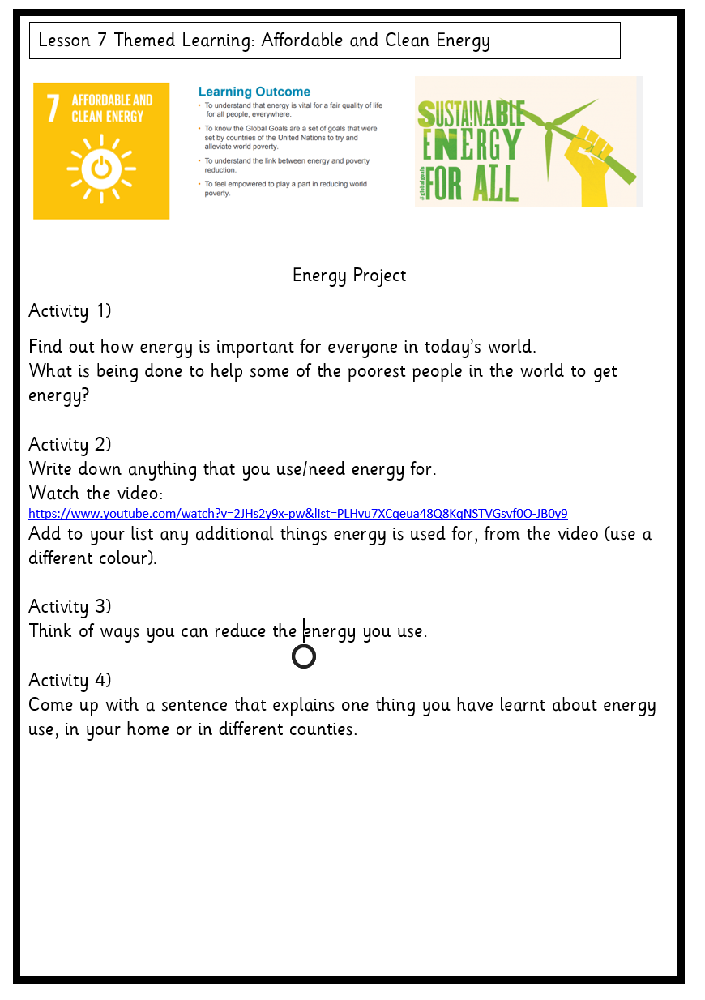 Lesson 7 Themed Learning: Affordable and Clean Energy
7 AFFORDABLE AND
CLEAN ENERGY
Learning Outcome
• To understand that energy is vital for a fair quality of life
for all people, everywhere.
• To know the Global Goals are a set of goals that were
set by countries of the United Nations to try and
alleviate world poverty.
• To understand the link between energy and poverty
reduction.
• To feel empowered to play a part in reducing world
poverty.
SUSTAINABLE
ENERGY
FOR ALL
#globalgoals
Energy Project
Activity 1)
Find out how energy is important for everyone in today's world.
What is being done to help some of the poorest people in the world to get
energy?
Activity 2)
Write down anything that you use/need energy for.
Watch the video:
https://www.youtube.com/watch?v=2JHs2y9x-pw&list=PLHvu7XCqeua48Q8KqNSTVGsvf0O-JB0y9
Add to your list any additional things energy is used for, from the video (use a
different colour).
Activity 3)
Think of ways you can reduce the energy you use.
Activity 4)
Come up with a sentence that explains one thing you have learnt about energy
use, in your home or in different counties.